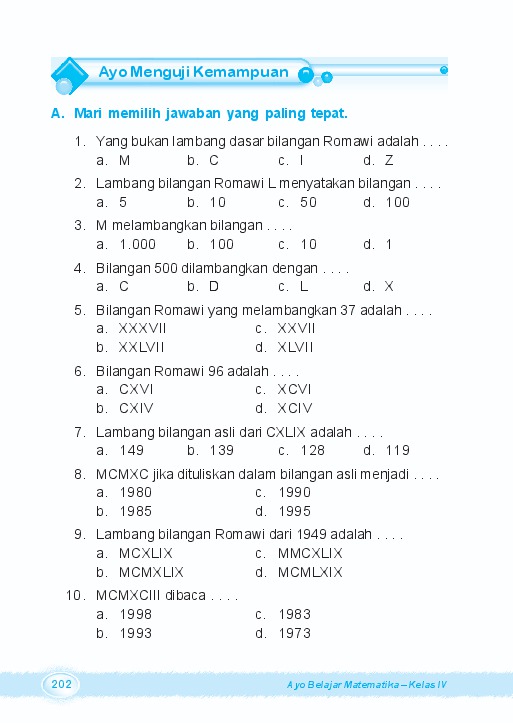 Ayo Menguji Kemampuan
A. Mari memilih jawaban yang paling tepat.
1. Yang bukan lambang dasar bilangan Romawi adalah . . . .
a. M b. C c. I d. Z
2. Lambang bilangan Romawi L menyatakan bilangan . . . .
a. 5 b. 10 c. 50 d. 100
3. M melambangkan bilangan . . . .
a. 1.000 b. 100 c. 10 d. 1
4. Bilangan 500 dilambangkan dengan . . . .
a. C b. D c. L d. X
5. Bilangan Romawi yang melambangkan 37 adalah . . . .
a. XXXVII c. XXVII
b. XXLVII d. XLVII
6. Bilangan Romawi 96 adalah . . . .
a. CXVI c. XCVI
b. CXIV d. XCIV
7. Lambang bilangan asli dari CXLIX adalah . . . .
a. 149 b. 139 c. 128 d. 119
8. MCMXC jika dituliskan dalam bilangan asli menjadi . . . .
a. 1980 c. 1990
b. 1985 d. 1995
9. Lambang bilangan Romawi dari 1949 adalah . . . .
a. MCXLIX c. MMCXLIX
b. MCMXLIX d. MCMLXIX
10. MCMXCIII dibaca . . . .
a. 1998 c. 1983
b. 1993 d. 1973
202 Ayo Belajar Matematika – Kelas IV